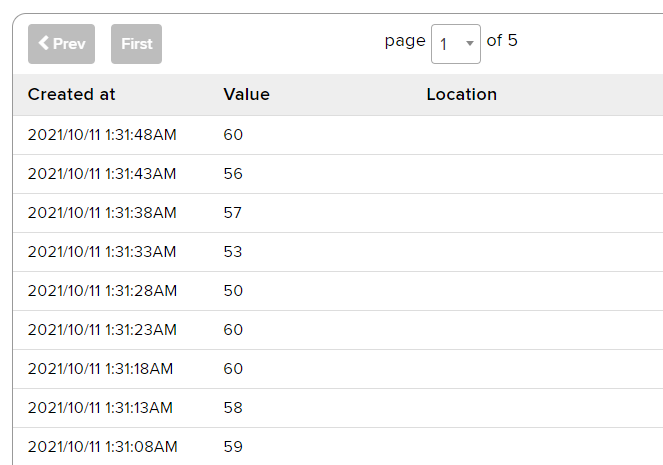 Prev First page 1 of 5
Created at Value Location
2021/10/11 1:31:48AM 60
2021/10/11 1:31:43AM 56
2021/10/11 1:31:38AM 57
2021/10/11 1:31:33AM 53
2021/10/11 1:31:28AM 50
2021/10/11 1:31:23AM 60
2021/10/11 1:31:18AM 60
2021/10/11 1:31:13AM 58
2021/10/11 1:31:08AM 59